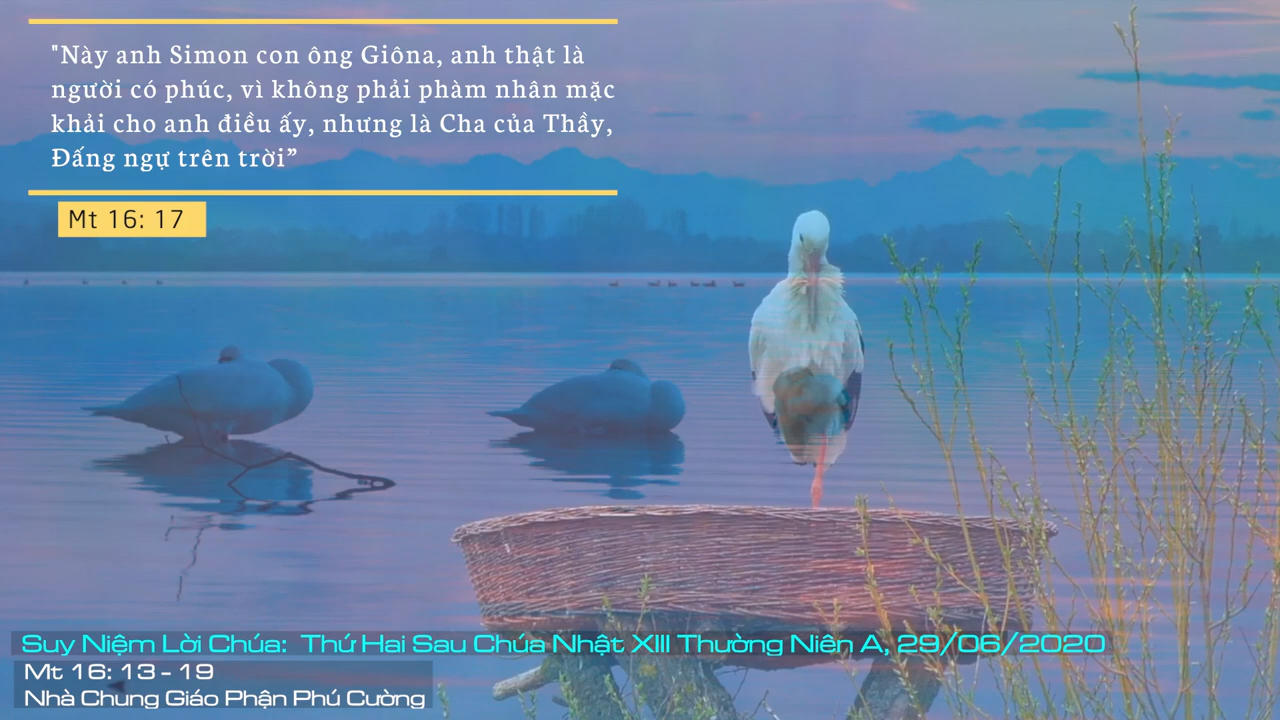 "Này anh Simon con ông Giôna, anh thật là
người có phúc, vì không phải phàm nhân mặc
khải cho anh điều ấy, nhưng là Cha của Thầy,
Đấng ngự trên trời”
Mt 16: 17
Suy Niệm Lời Chúa: Thứ Hai Sau Chúa Nhật XIII Thường Niên A, 29/06/2020
Mt 16: 13 - 19
Nhà Chung Giáo Phận Phú Cường